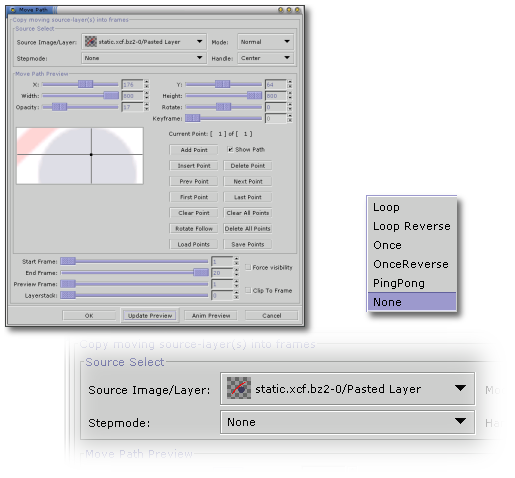 Move Path
Copy moving source-layer(s) into frames
Source Select
Source Image/Layer: static.xcf.bz2-0/Pasted Layer Mode: Normal
Stepmode: None Handle: Center
Move Path Preview
X: 176 Y: 64
Width: 800 Height: 800
Opacity: 17 Rotate: 0
Keyframe: 0
Current Point: [ 1 ] of [ 1 ]
Add Point Show Path
Insert Point Delete Point
Prev Point Next Point
First Point Last Point
Clear Point Clear All Points
Rotate Follow Delete All Points
Load Points Save Points
Start Frame: 1 Force visibility
End Frame: 20
Preview Frame: 1 Clip To Frame
Layerstack: 0
OK Update Preview Anim Preview Cancel
Loop
Loop Reverse
Once
OnceReverse
PingPong
None
Copy moving source-layer(s) into frames
Source Select
Source Image/Layer: static.xcf.bz2-0/Pasted Layer Mo
Stepmode: None Ha
Move Path Preview